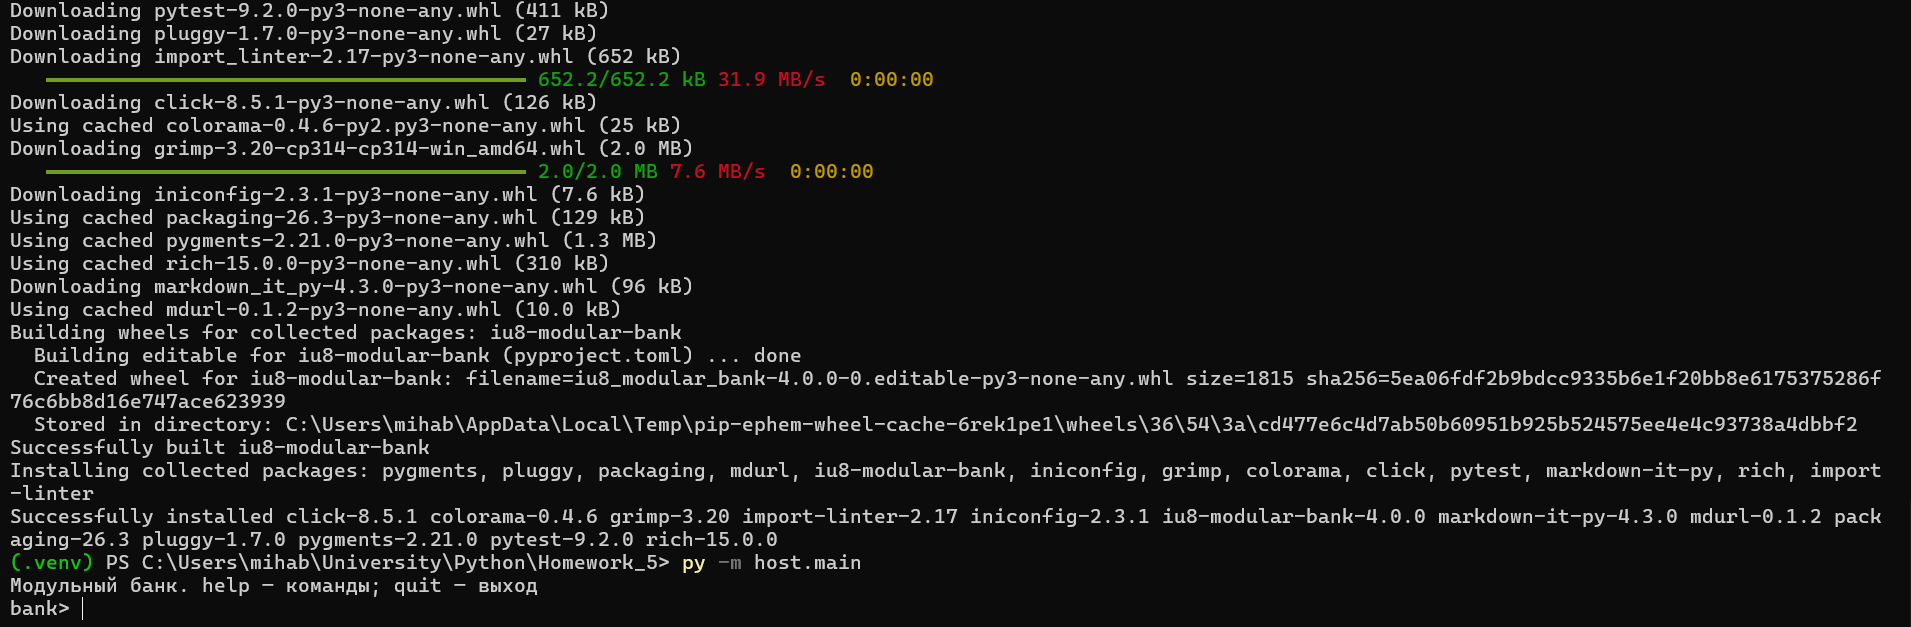 Downloading pytest-9.2.0-py3-none-any.whl (411 kB)
Downloading pluggy-1.7.0-py3-none-any.whl (27 kB)
Downloading import_linter-2.17-py3-none-any.whl (652 kB)
652.2/652.2 kB 31.9 MB/s  0:00:00
Downloading click-8.5.1-py3-none-any.whl (126 kB)
Using cached colorama-0.4.6-py2.py3-none-any.whl (25 kB)
Downloading grimp-3.20-cp314-cp314-win_amd64.whl (2.0 MB)
2.0/2.0 MB 7.6 MB/s  0:00:00
Downloading iniconfig-2.3.1-py3-none-any.whl (7.6 kB)
Using cached packaging-26.3-py3-none-any.whl (129 kB)
Using cached pygments-2.21.0-py3-none-any.whl (1.3 MB)
Using cached rich-15.0.0-py3-none-any.whl (310 kB)
Downloading markdown_it_py-4.3.0-py3-none-any.whl (96 kB)
Using cached mdurl-0.1.2-py3-none-any.whl (10.0 kB)
Building wheels for collected packages: iu8-modular-bank
  Building editable for iu8-modular-bank (pyproject.toml) ... done
  Created wheel for iu8-modular-bank: filename=iu8_modular_bank-4.0.0-0.editable-py3-none-any.whl size=1815 sha256=5ea06fdf2b9bdcc9335b6e1f20bb8e6175375286f
76c6bb8d16e747ace623939
  Stored in directory: C:\Users\mihab\AppData\Local\Temp\pip-ephem-wheel-cache-6rek1pe1\wheels\36\54\3a\cd477e6c4d7ab50b60951b925b524575ee4e4c93738a4dbbf2
Successfully built iu8-modular-bank
Installing collected packages: pygments, pluggy, packaging, mdurl, iu8-modular-bank, iniconfig, grimp, colorama, click, pytest, markdown-it-py, rich, import
-linter
Successfully installed click-8.5.1 colorama-0.4.6 grimp-3.20 import-linter-2.17 iniconfig-2.3.1 iu8-modular-bank-4.0.0 markdown-it-py-4.3.0 mdurl-0.1.2 pack
aging-26.3 pluggy-1.7.0 pygments-2.21.0 pytest-9.2.0 rich-15.0.0
(.venv) PS C:\Users\mihab\University\Python\Homework_5> py -m host.main
Модульный банк. help — команды; quit — выход
bank>